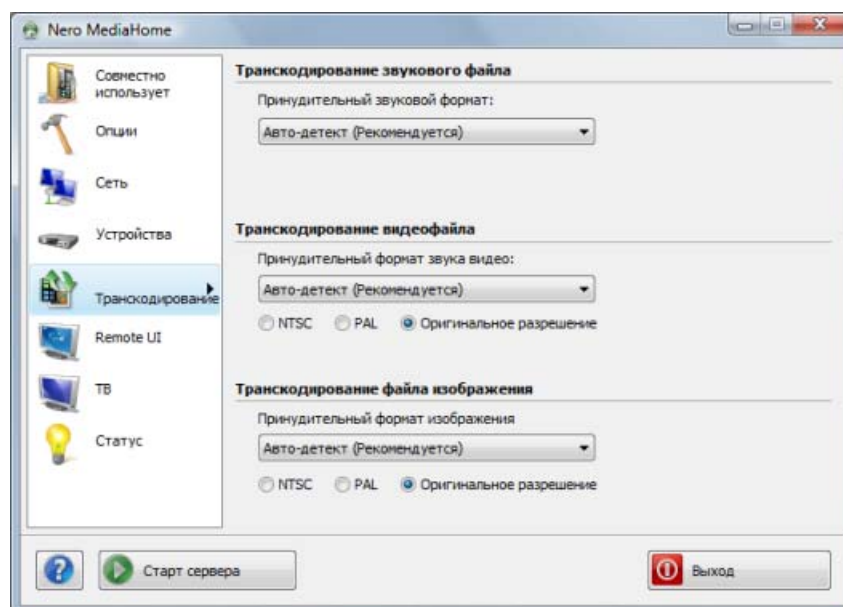 Nero MediaHome
Совместно
использует
Опции
Сеть
Устройства
Транскодирование
Remote UI
ТВ
Статус
Транскодирование звукового файла
Принудительный звуковой формат:
Авто-детект (Рекомендуется)
Транскодирование видеофайла
Принудительный формат звука видео:
Авто-детект (Рекомендуется)
NTSC PAL Оригинальное разрешение
Транскодирование файла изображения
Принудительный формат изображения
Авто-детект (Рекомендуется)
NTSC PAL Оригинальное разрешение
Старт сервера
Выход